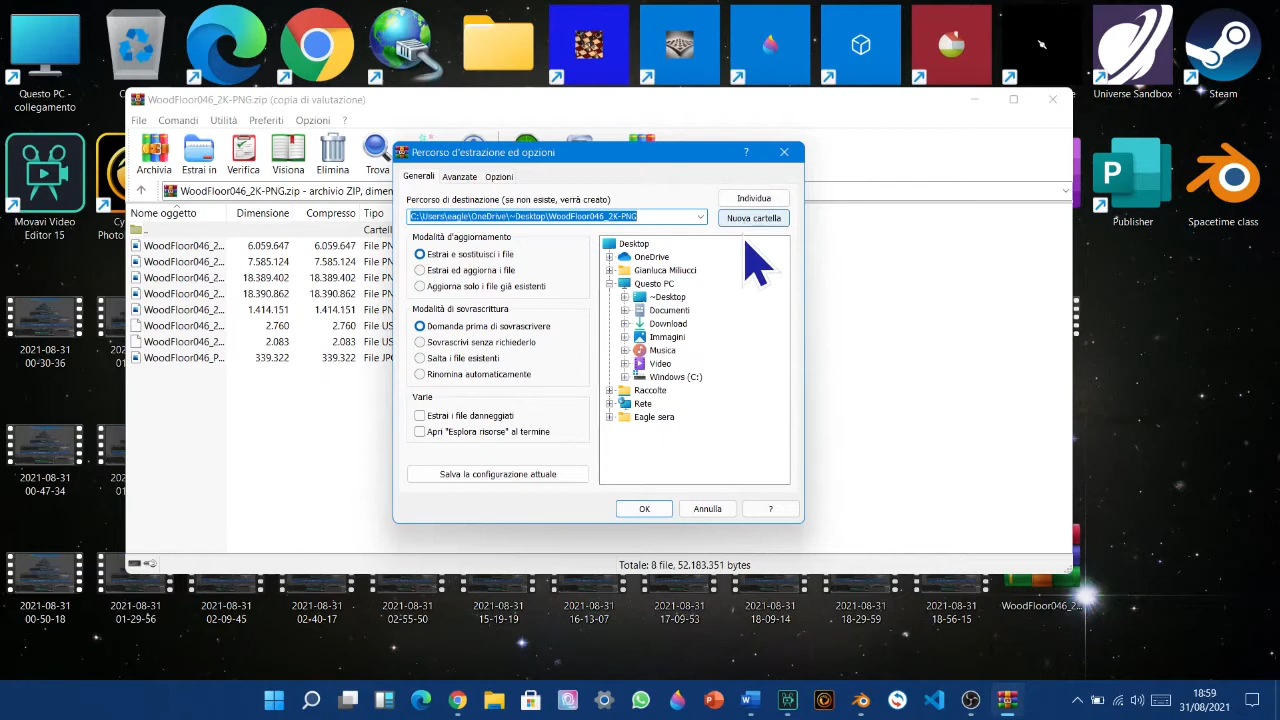 Questo PC -
collegamento
Universe Sandbox
Steam
WoodFloor046_2K-PNG.zip (copia di valutazione)
File Comandi Utilità Preferiti Opzioni ?
Archivia Estrai in Verifica Visiona Elimina Trova
WoodFloor046_2K-PNG.zip - archivio ZIP, dimen
Nome oggetto Dimensione Compresso Tipo
.. Cartell
WoodFloor046_2... 6.059.647 6.059.647 File PN
WoodFloor046_2... 7.585.124 7.585.124 File PN
WoodFloor046_2... 18.389.402 18.389.402 File PN
WoodFloor046_2... 18.390.862 18.390.862 File PN
WoodFloor046_2... 1.414.151 1.414.151 File PN
WoodFloor046_2... 2.760 2.760 File US
WoodFloor046_2... 2.083 2.083 File US
WoodFloor046_P... 339.322 339.322 File JPC
Totale: 8 file, 52.183.351 bytes
Percorso d'estrazione ed opzioni ?
Generali Avanzate Opzioni
Percorso di destinazione (se non esiste, verrà creato)
C:\Users\eagle\OneDrive\~Desktop\WoodFloor046_2K-PNG
Individua
Nuova cartella
Modalità d'aggiornamento
Estrai e sostituisci i file
Estrai ed aggiorna i file
Aggiorna solo i file già esistenti
Modalità di sovrascrittura
Domanda prima di sovrascrivere
Sovrascrivi senza richiederlo
Salta i file esistenti
Rinomina automaticamente
Varie
Estrai i file danneggiati
Apri "Esplora risorse" al termine
Salva la configurazione attuale
Desktop
OneDrive
Gianluca Miliucci
Questo PC
~Desktop
Documenti
Download
Immagini
Musica
Video
Windows (C:)
Raccolte
Rete
Eagle sera
OK Annulla ?
Movavi Video
Editor 15
Publisher
Spacetime class
2021-08-31
00-30-36
2021-08-31
00-47-34
2021-08-31
00-50-18
2021-08-31
01-29-56
2021-08-31
02-09-45
2021-08-31
02-40-17
2021-08-31
02-55-50
2021-08-31
15-19-19
2021-08-31
16-13-07
2021-08-31
17-09-53
2021-08-31
18-09-14
2021-08-31
18-29-59
2021-08-31
18-56-15
WoodFloor046_2...
18:59
31/08/2021